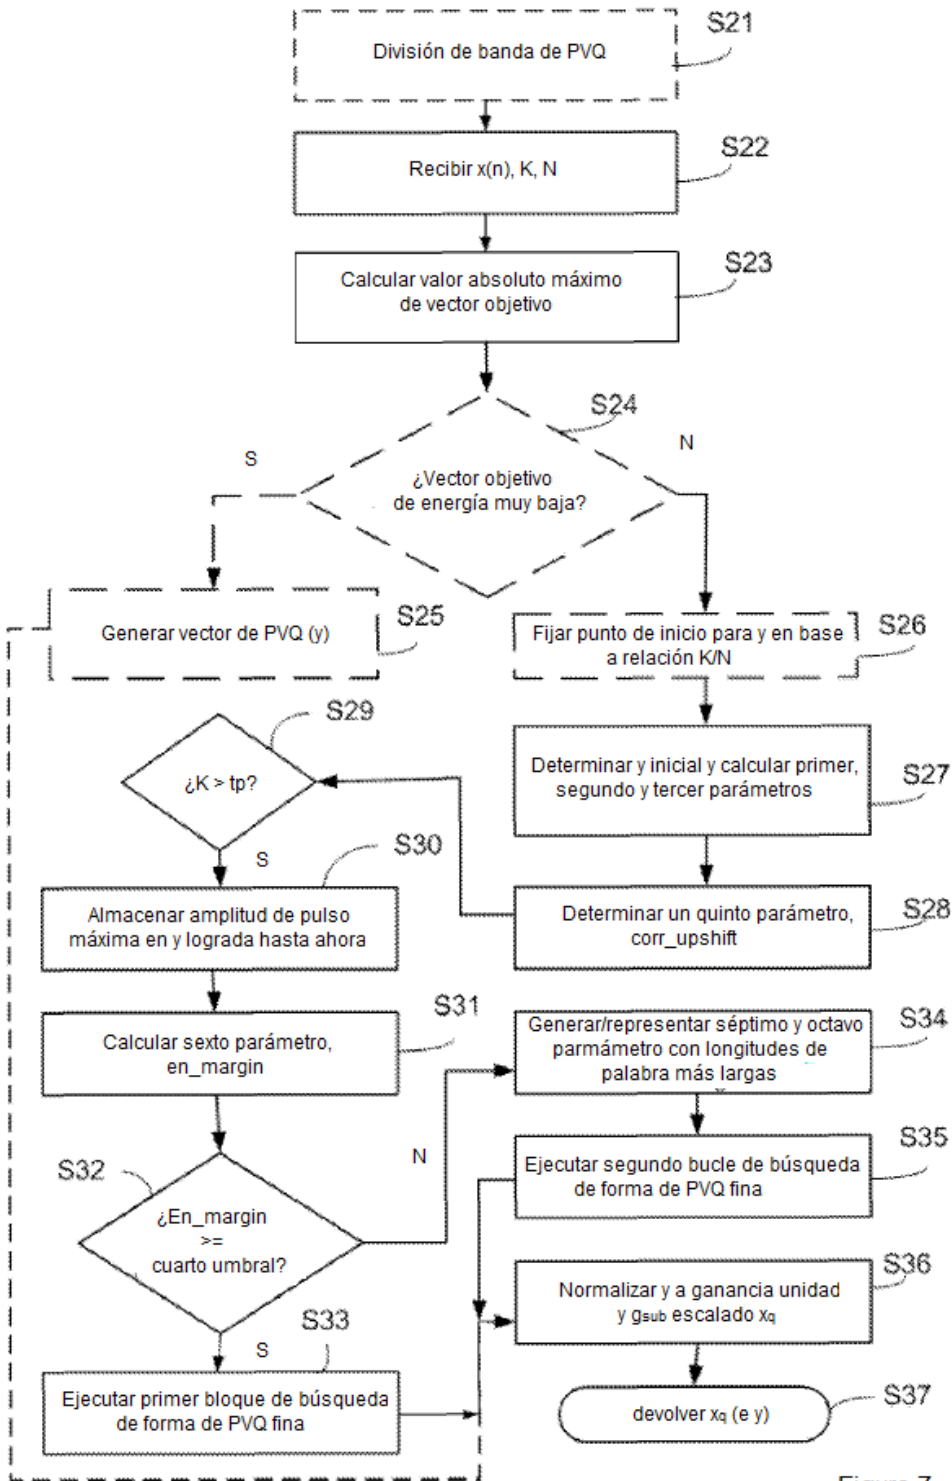 S21
División de banda de PVQ
S22
Recibir x(n), K, N
S23
Calcular valor absoluto máximo
de vector objetivo
S24
S
N
¿Vector objetivo
de energía muy baja?
S25
Generar vector de PVQ (y)
S26
Fijar punto de inicio para y en base
a relación K/N
S29
¿K > tp?
S
S27
Determinar y inicial y calcular primer,
segundo y tercer parámetros
S30
Almacenar amplitud de pulso
máxima en y lograda hasta ahora
S28
Determinar un quinto parámetro,
corr_upshift
S31
Calcular sexto parámetro,
en_margin
S34
Generar/representar séptimo y octavo
parmámetro con longitudes de
palabra más largas
S32
N
¿En_margin
>=
cuarto umbral?
S35
Ejecutar segundo bucle de búsqueda
de forma de PVQ fina
S36
Normalizar y a ganancia unidad
y gsub escalado xq
S33
S
Ejecutar primer bloque de búsqueda
de forma de PVQ fina
S37
devolver xq (e y)